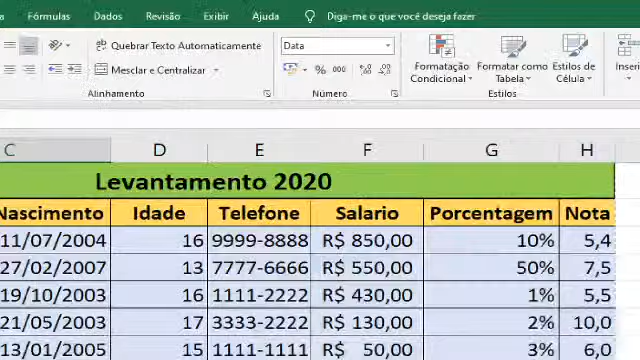 Fórmulas Dados Revisão Exibir Ajuda Diga-me o que você deseja fazer
ab Quebrar Texto Automaticamente Data
Mesclar e Centralizar % 000 Formatação Condicional Formatar como Tabela Estilos de Célula
Alinhamento Número Estilos
C D E F G H
Levantamento 2020
Nascimento Idade Telefone Salario Porcentagem Nota
11/07/2004 16 9999-8888 R$ 850,00 10% 5,4
27/02/2007 13 7777-6666 R$ 550,00 50% 7,5
19/10/2003 16 1111-2222 R$ 430,00 1% 5,5
21/05/2003 17 3333-2222 R$ 130,00 2% 10,0
13/01/2005 15 1111-1111 R$ 50,00 3% 6,0